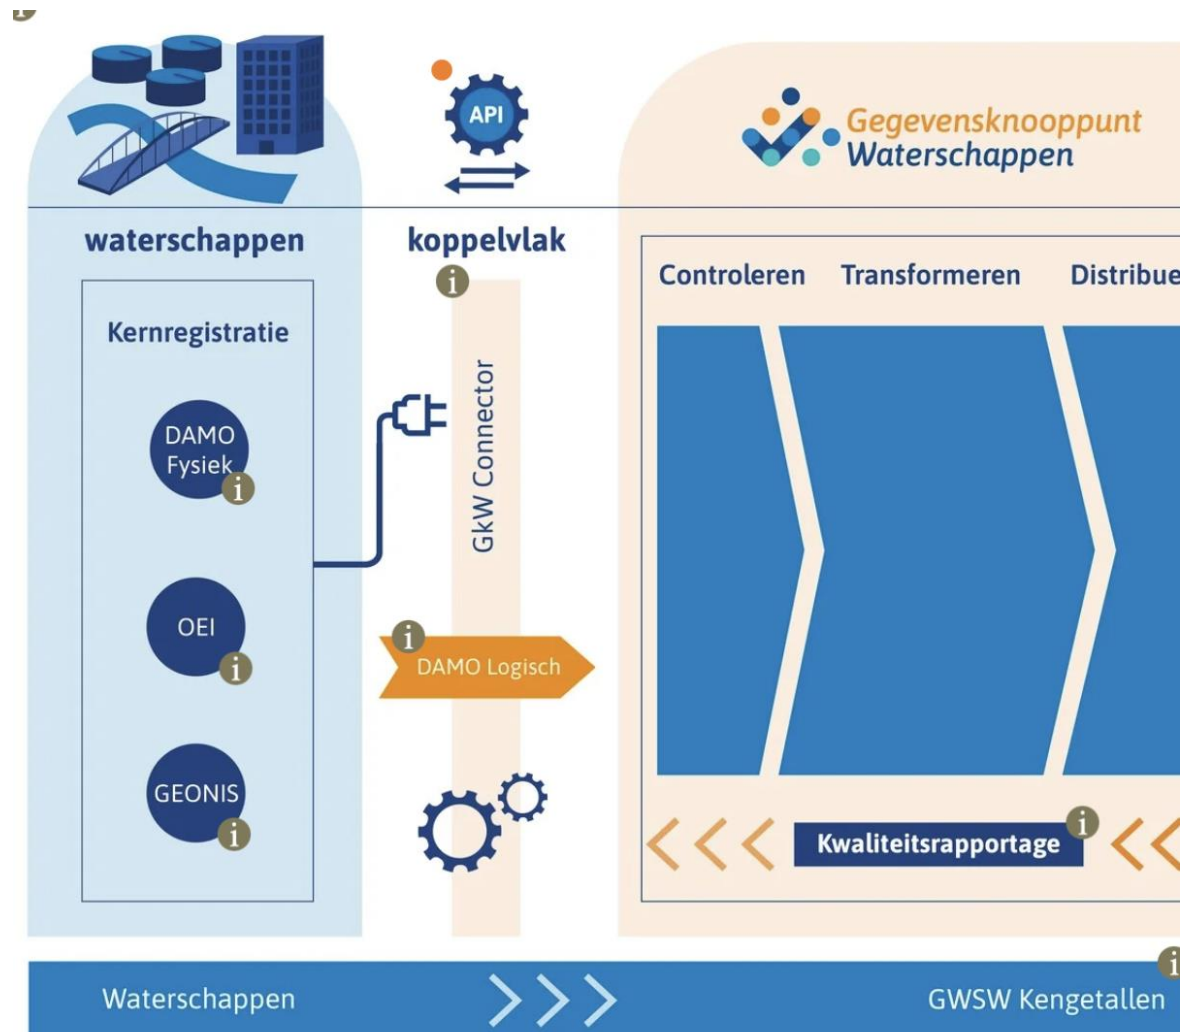 API
Gegevensknooppunt
Waterschappen
waterschappen
koppelvlak
i
Controleren
Transformeren
Distribue
Kernregistratie
DAMO
Fysiek
i
GkW Connector
OEI
i
i
DAMO Logisch
GEONIS
i
i
Kwaliteitsrapportage
i
Waterschappen
GWSW Kengetallen